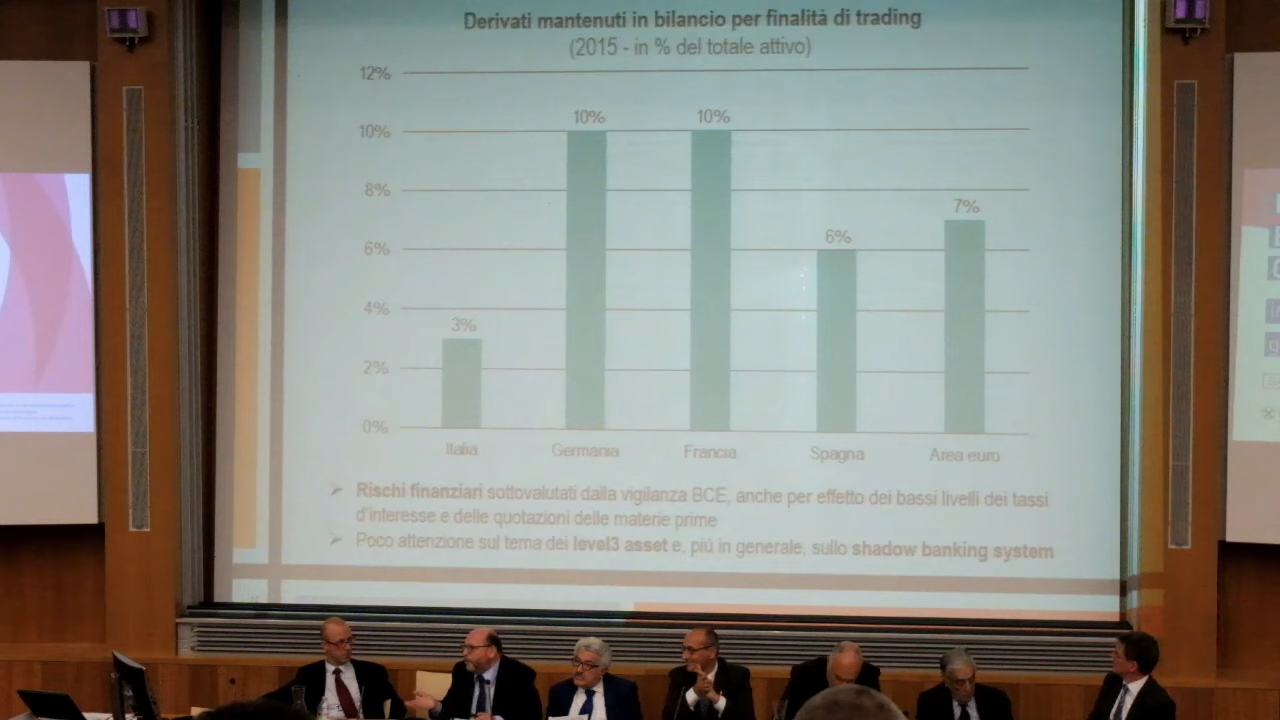 Derivati mantenuti in bilancio per finalità di trading
(2015 - in % del totale attivo)
12%
10%
8%
6%
4%
2%
0%
3%
10%
10%
6%
7%
Italia
Germania
Francia
Spagna
Area euro
➢ Rischi finanziari sottovalutati dalla vigilanza BCE, anche per effetto dei bassi livelli dei tassi
d'interesse e delle quotazioni delle materie prime
➢ Poco attenzione sul tema dei level3 asset e, più in generale, sullo shadow banking system